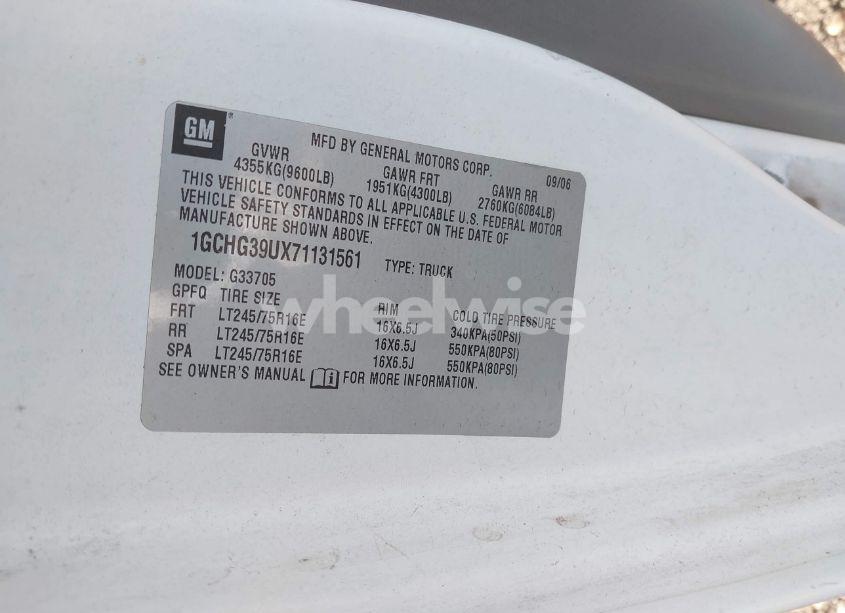 GM
MFD BY GENERAL MOTORS CORP. 09/06
GVWR GAWR FRT GAWR RR
4355KG(9600LB) 1951KG(4300LB) 2760KG(6084LB)
THIS VEHICLE CONFORMS TO ALL APPLICABLE U.S. FEDERAL MOTOR
VEHICLE SAFETY STANDARDS IN EFFECT ON THE DATE OF
MANUFACTURE SHOWN ABOVE.
1GCHG39UX71131561 TYPE: TRUCK
MODEL: G33705
GPFQ TIRE SIZE RIM COLD TIRE PRESSURE
FRT LT245/75R16E 16X6.5J 340KPA(50PSI)
RR LT245/75R16E 16X6.5J 550KPA(80PSI)
SPA LT245/75R16E 16X6.5J 550KPA(80PSI)
SEE OWNER'S MANUAL FOR MORE INFORMATION.
wheelwise